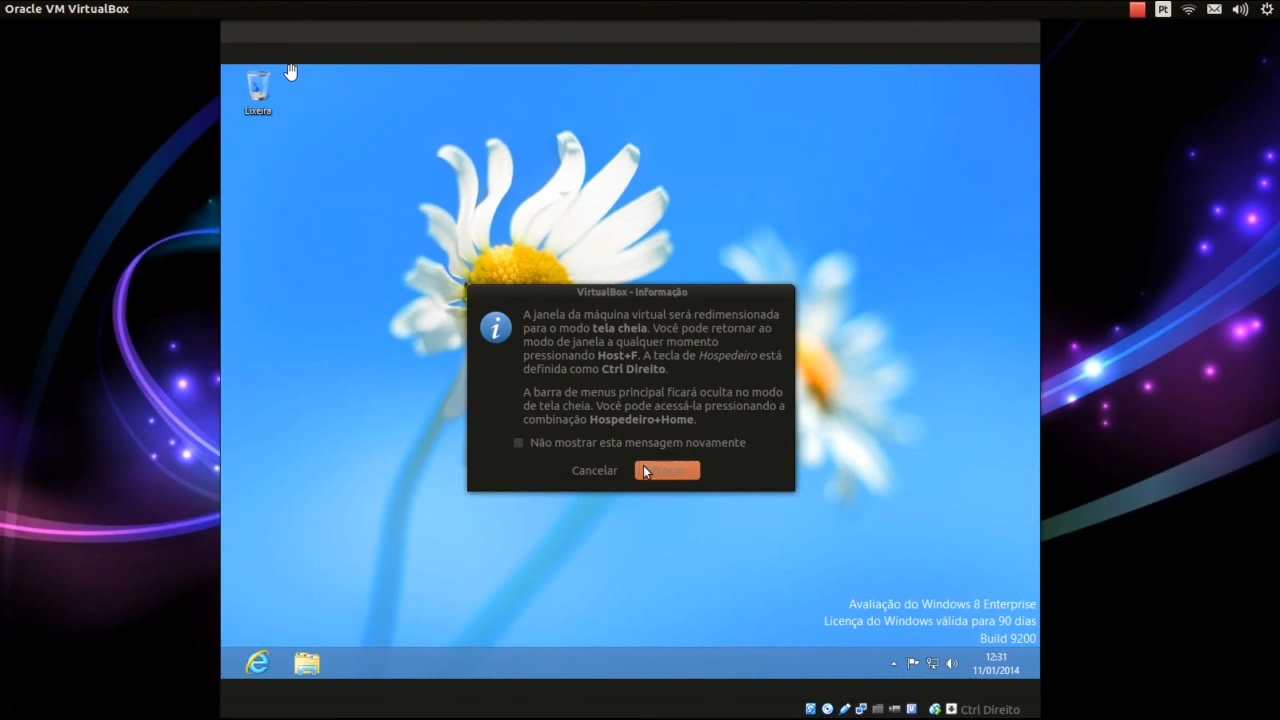 Oracle VM VirtualBox
Pt
Lixeira
VirtualBox - Informação
A janela da máquina virtual será redimensionada
para o modo tela cheia. Você pode retornar ao
modo de janela a qualquer momento
pressionando Host+F. A tecla de Hospedeiro está
definida como Ctrl Direito.
A barra de menus principal ficará oculta no modo
de tela cheia. Você pode acessá-la pressionando a
combinação Hospedeiro+Home.
Não mostrar esta mensagem novamente
Cancelar
Avaliação do Windows 8 Enterprise
Licença do Windows válida para 90 dias
Build 9200
12:31
11/01/2014
Ctrl Direito